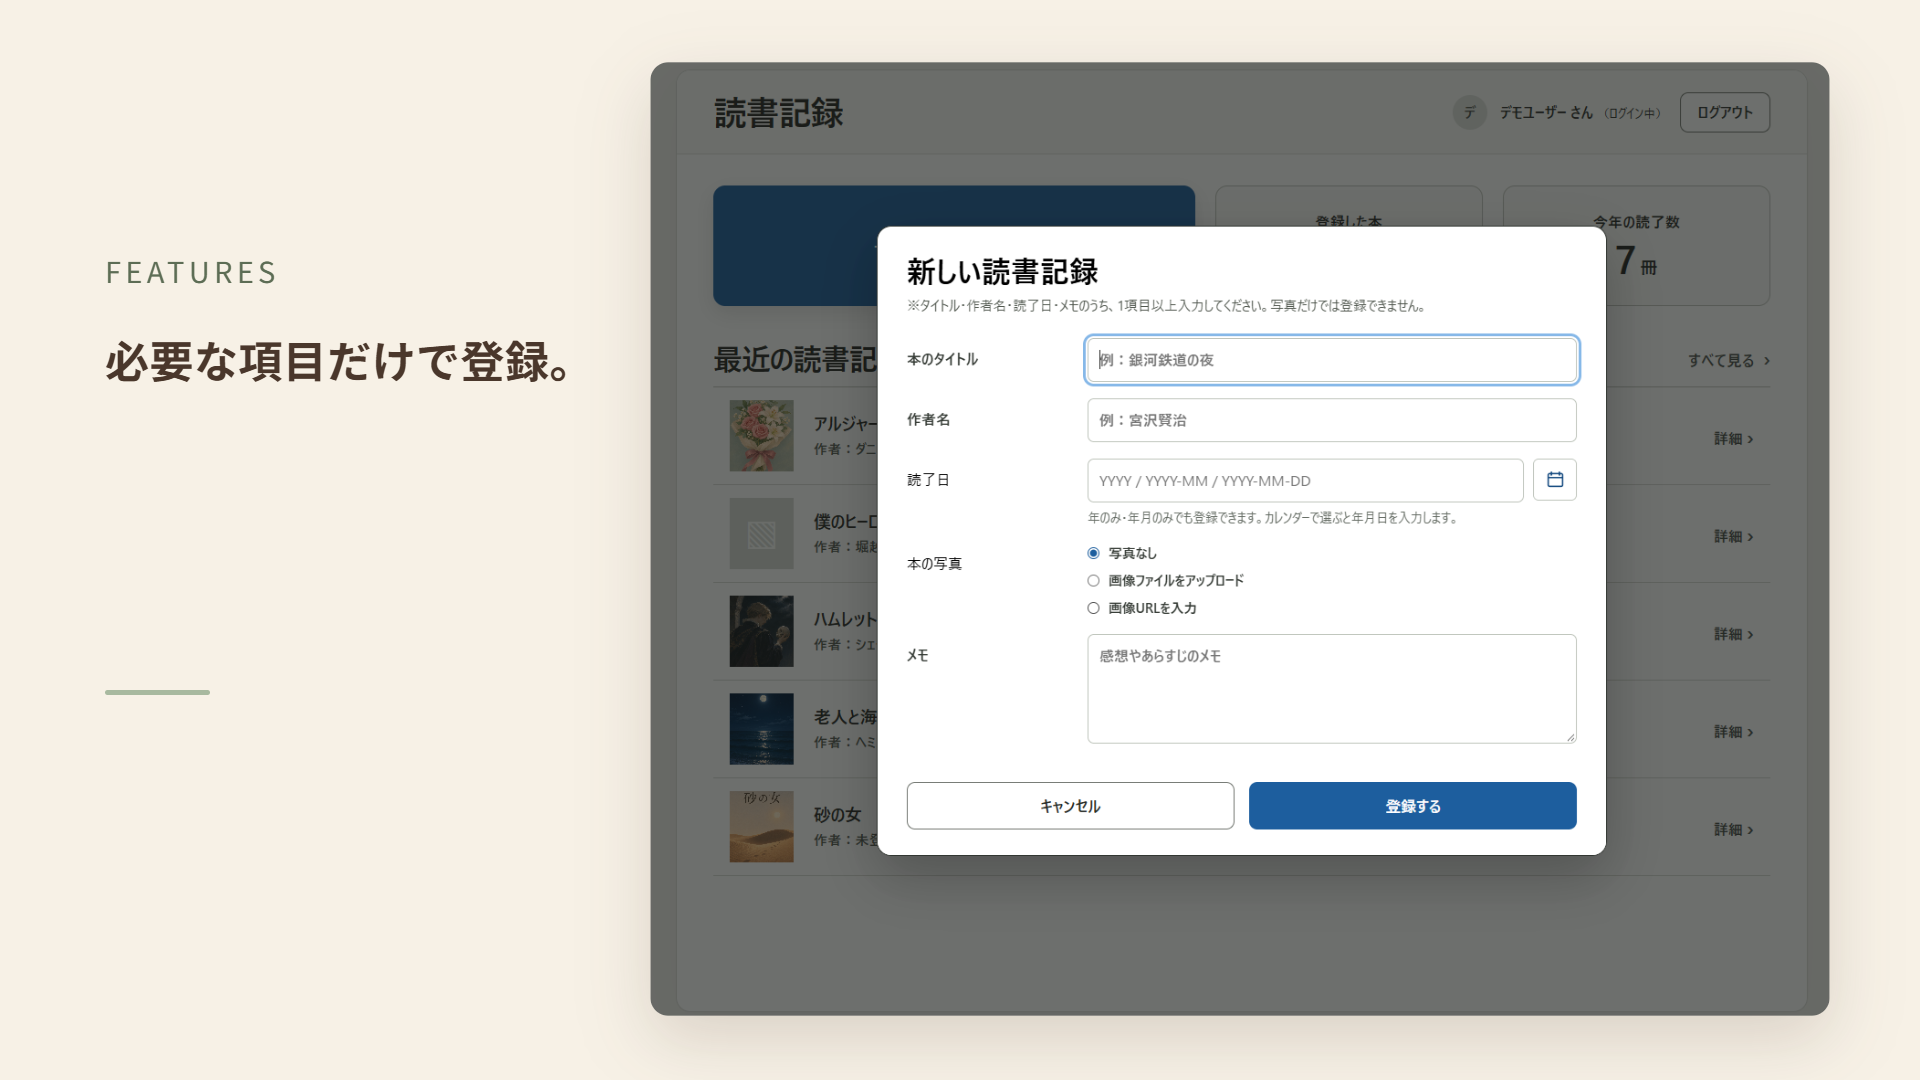 FEATURES
必要な項目だけで登録。
読書記録
デ
デモユーザー さん
（ログイン中）
ログアウト
登録した本
今年の読了数
7 冊
最近の読書記
すべて見る
アルジャー
作者：ダニ
詳細
僕のヒーロ
作者：堀越
詳細
ハムレット
作者：シェ
詳細
老人と海
作者：ヘミ
詳細
砂の女
砂の女
作者：未登
詳細
新しい読書記録
※タイトル・作者名・読了日・メモのうち、1項目以上入力してください。写真だけでは登録できません。
本のタイトル
例：銀河鉄道の夜
作者名
例：宮沢賢治
読了日
YYYY / YYYY-MM / YYYY-MM-DD
年のみ・年月のみでも登録できます。カレンダーで選ぶと年月日を入力します。
本の写真
写真なし
画像ファイルをアップロード
画像URLを入力
メモ
感想やあらすじのメモ
キャンセル
登録する